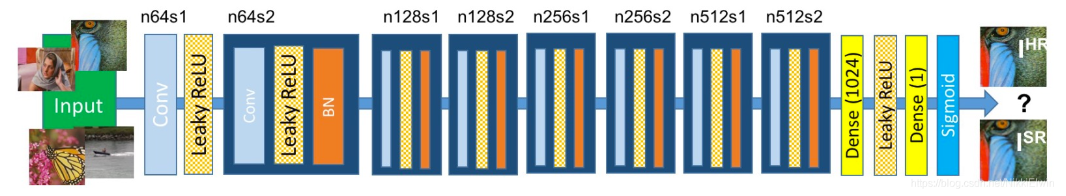 n64s1
n64s2
n128s1
n128s2
n256s1
n256s2
n512s1
n512s2
Input
Conv
Leaky ReLU
Conv
Leaky ReLU
BN
Dense (1024)
Leaky ReLU
Dense (1)
Sigmoid
I^HR
?
I^SR